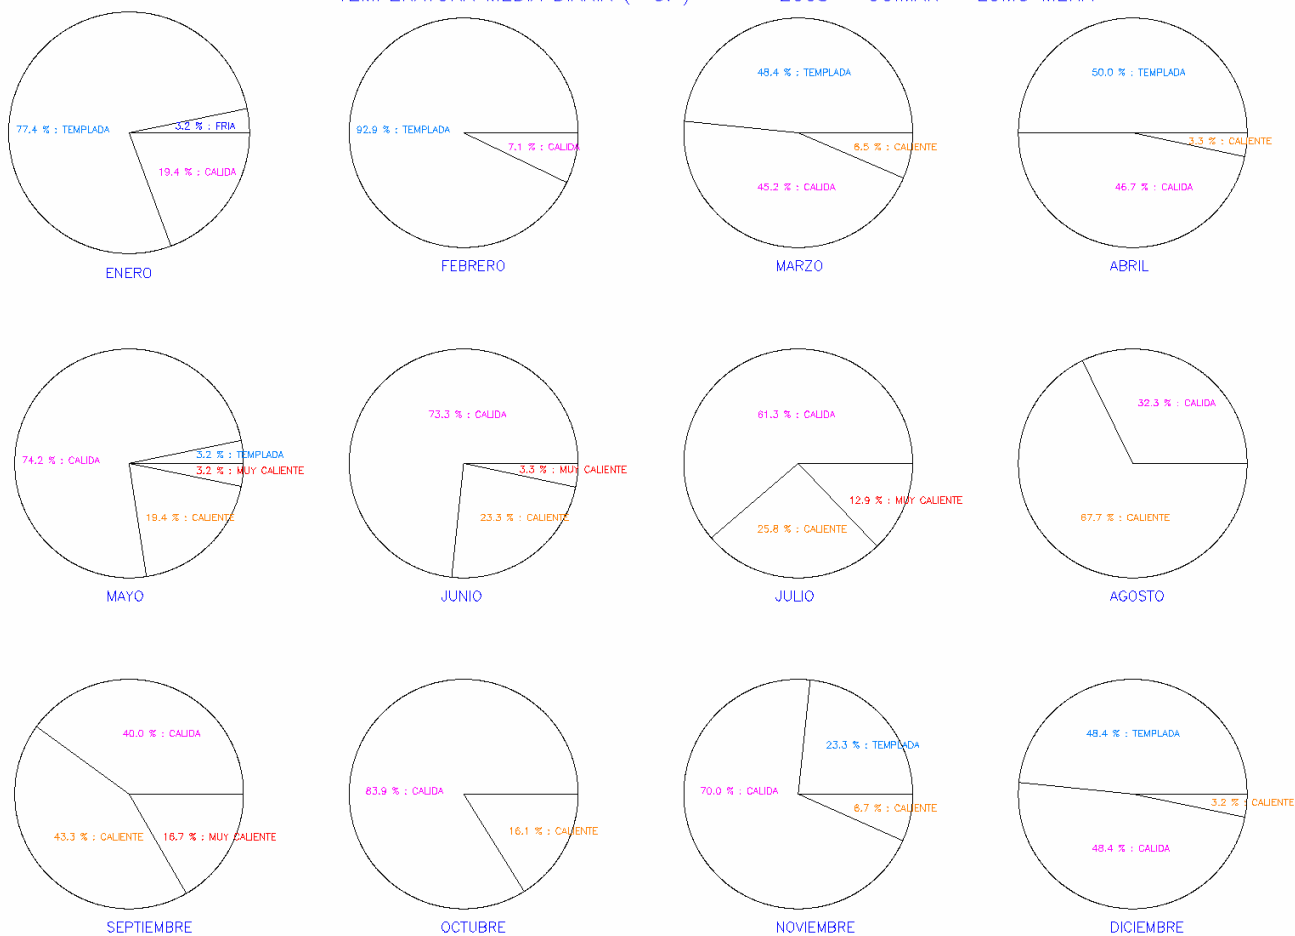 77.4 % : TEMPLADA
3.2 % : FRIA
19.4 % : CALIDA
ENERO
92.9 % : TEMPLADA
7.1 % : CALIDA
FEBRERO
48.4 % : TEMPLADA
6.5 % : CALIENTE
45.2 % : CALIDA
MARZO
50.0 % : TEMPLADA
3.3 % : CALIENTE
46.7 % : CALIDA
ABRIL
74.2 % : CALIDA
3.2 % : TEMPLADA
3.2 % : MUY CALIENTE
19.4 % : CALIENTE
MAYO
73.3 % : CALIDA
3.3 % : MUY CALIENTE
23.3 % : CALIENTE
JUNIO
61.3 % : CALIDA
12.9 % : MUY CALIENTE
25.8 % : CALIENTE
JULIO
32.3 % : CALIDA
67.7 % : CALIENTE
AGOSTO
40.0 % : CALIDA
43.3 % : CALIENTE
16.7 % : MUY CALIENTE
SEPTIEMBRE
83.9 % : CALIDA
16.1 % : CALIENTE
OCTUBRE
23.3 % : TEMPLADA
70.0 % : CALIDA
6.7 % : CALIENTE
NOVIEMBRE
48.4 % : TEMPLADA
3.2 % : CALIENTE
48.4 % : CALIDA
DICIEMBRE